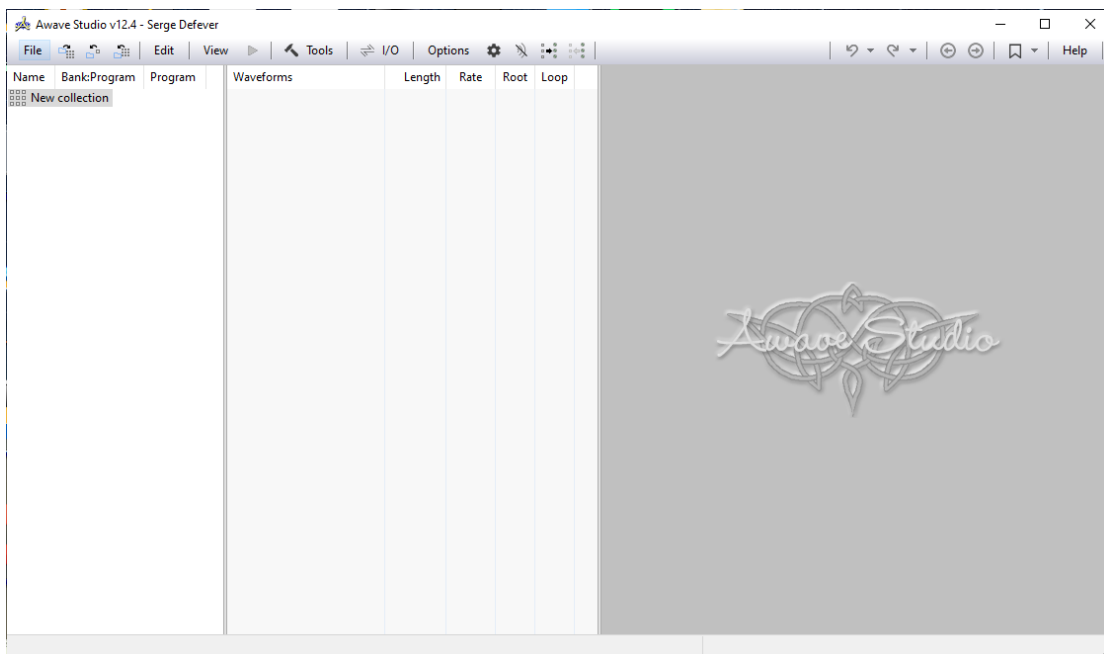 Awave Studio v12.4 - Serge Defever
File Edit View Tools I/O Options Help
Name Bank:Program Program Waveforms Length Rate Root Loop
New collection
Awave Studio